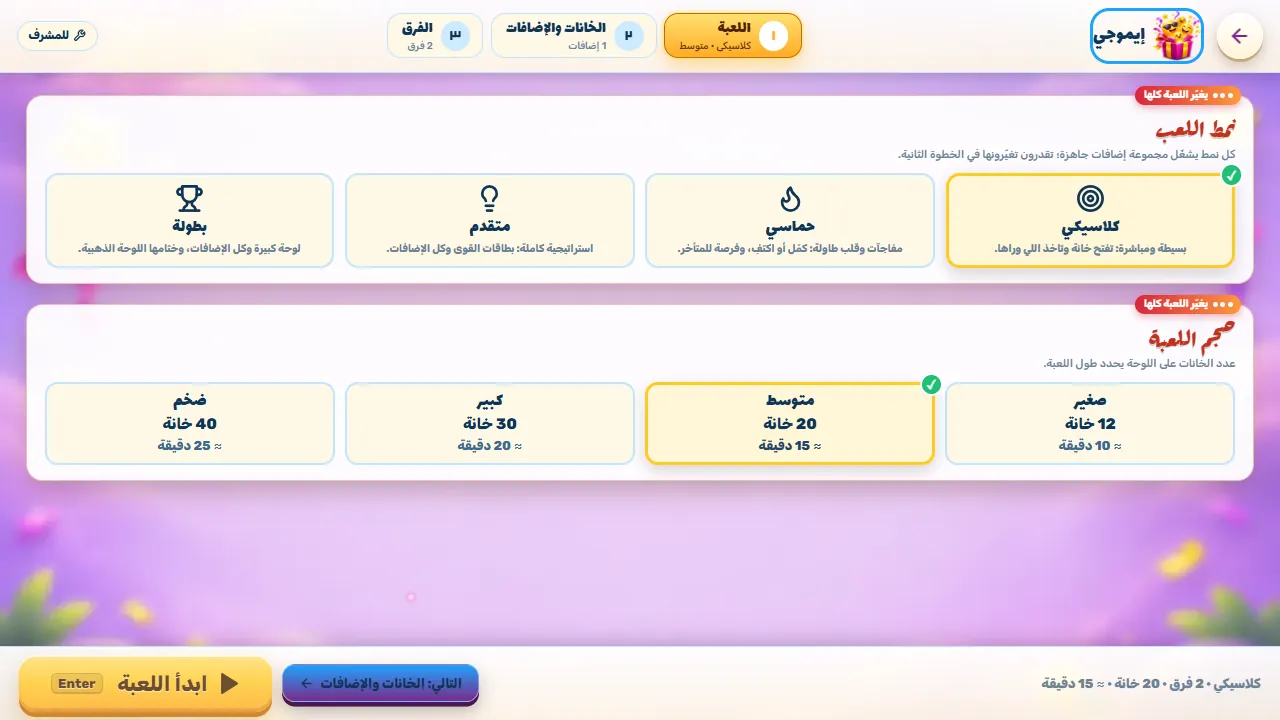 إيموجي
١ اللعبة
كلاسيكي • متوسط
٢ الخانات والإضافات
1 إضافات
٣ الفرق
2 فرق
للمشرف
يغيّر اللعبة كلها
نمط اللعب
كل نمط يشغّل مجموعة إضافات جاهزة؛ تقدرون تغيّرونها في الخطوة الثانية.
كلاسيكي
بسيطة ومباشرة: تفتح خانة وتاخذ اللي وراها.
حماسي
مفاجآت وقلب طاولة: كمّل أو اكتفِ، وفرصة للمتأخر.
متقدم
استراتيجية كاملة: بطاقات القوى وكل الإضافات.
بطولة
لوحة كبيرة وكل الإضافات، وختامها اللوحة الذهبية.
يغيّر اللعبة كلها
حجم اللعبة
عدد الخانات على اللوحة يحدد طول اللعبة.
صغير
12 خانة
≈ 10 دقيقة
متوسط
20 خانة
≈ 15 دقيقة
كبير
30 خانة
≈ 20 دقيقة
ضخم
40 خانة
≈ 25 دقيقة
كلاسيكي • 2 فرق • 20 خانة • ≈ 15 دقيقة
التالي: الخانات والإضافات ←
ابدأ اللعبة Enter